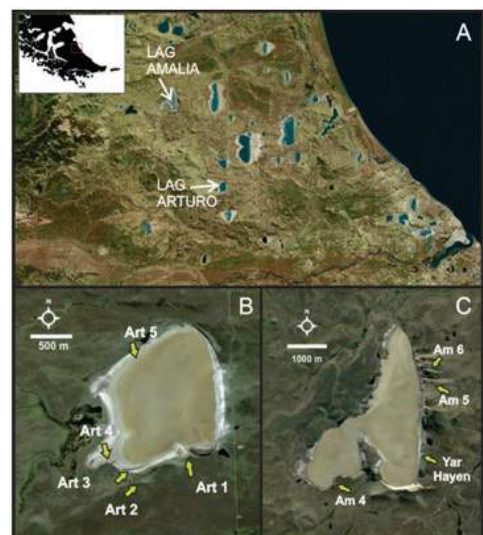 A
LAG
AMALIA
LAG
ARTURO
B
N
500 m
Art 5
Art 4
Art 3
Art 2
Art 1
C
N
1000 m
Am 6
Am 5
Yar
Hayen
Am 4